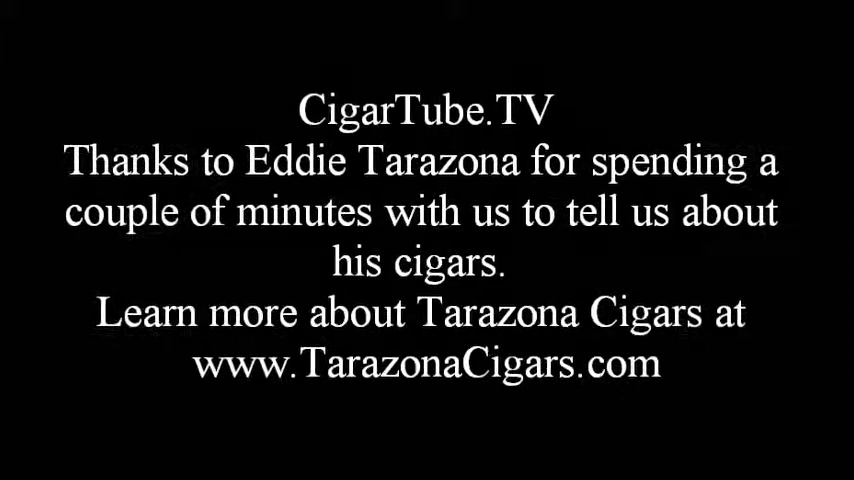 CigarTube.TV
Thanks to Eddie Tarazona for spending a
couple of minutes with us to tell us about
his cigars.
Learn more about Tarazona Cigars at
www.TarazonaCigars.com